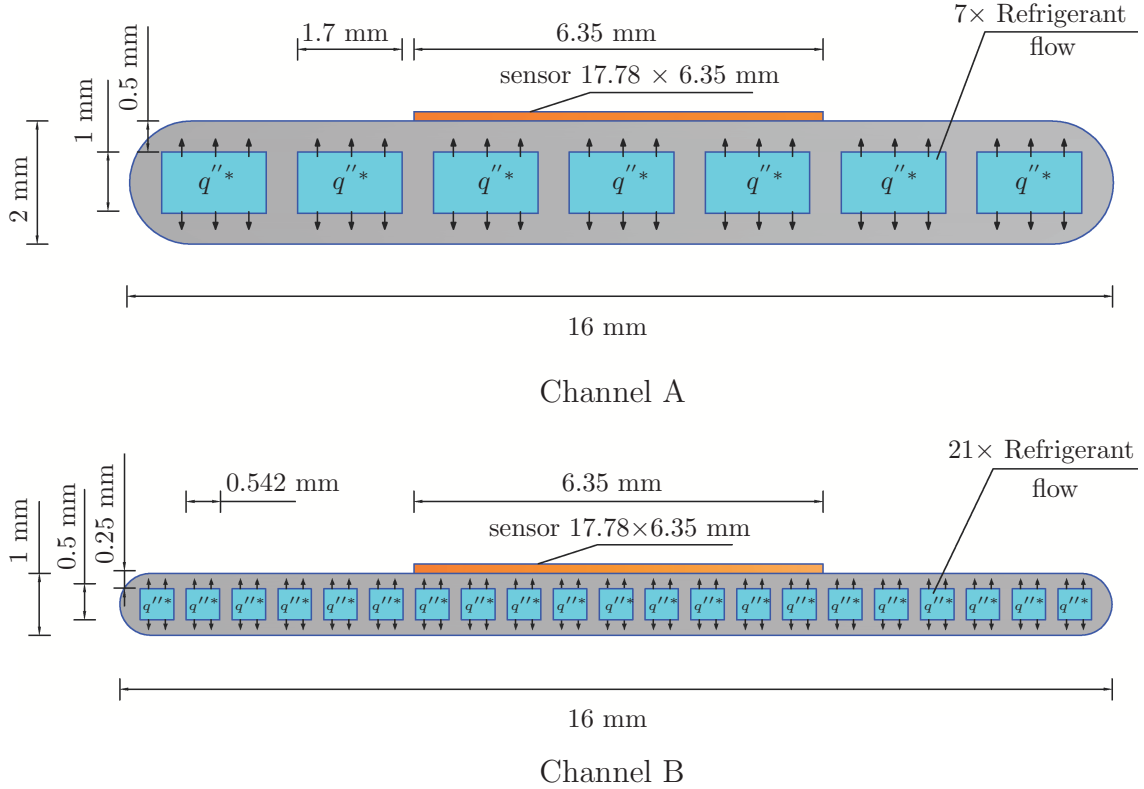 7× Refrigerant
flow
1.7 mm
6.35 mm
sensor 17.78 × 6.35 mm
0.5 mm
1 mm
2 mm
q″* q″* q″* q″* q″* q″* q″*
16 mm
Channel A
21× Refrigerant
flow
0.542 mm
6.35 mm
sensor 17.78×6.35 mm
0.25 mm
0.5 mm
1 mm
q″* q″* q″* q″* q″* q″* q″* q″* q″* q″* q″* q″* q″* q″* q″* q″* q″* q″* q″* q″* q″*
16 mm
Channel B